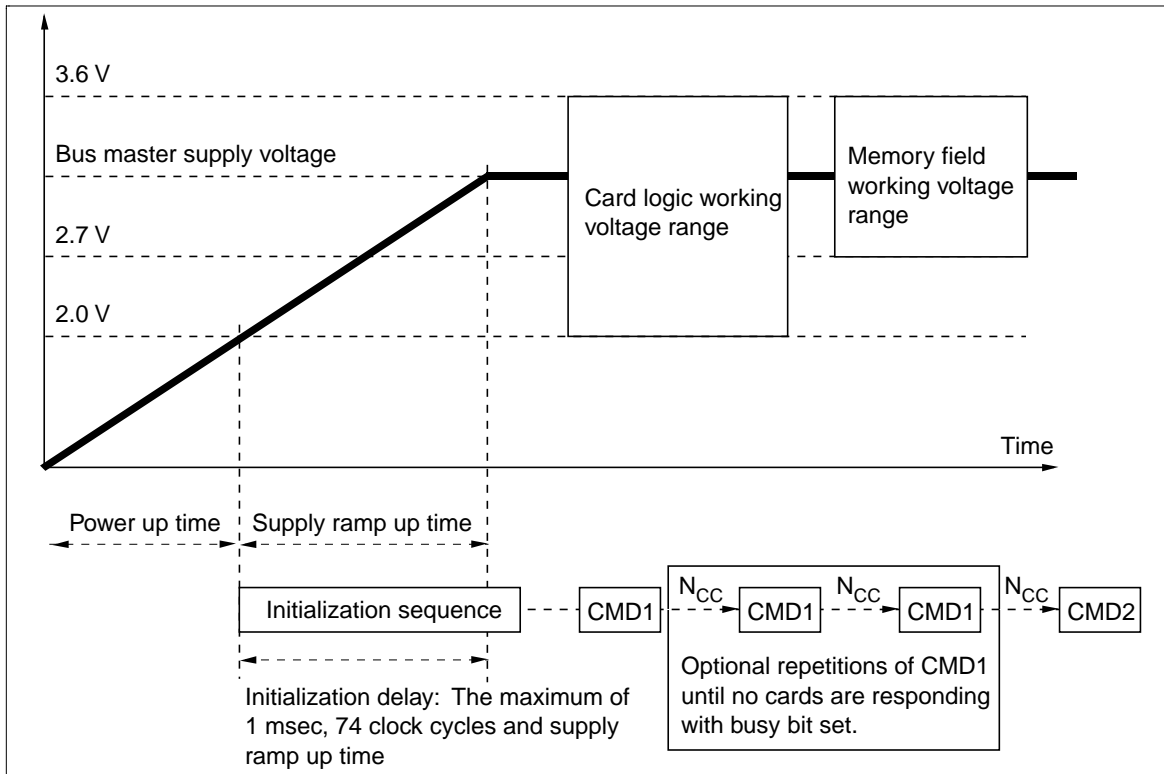 3.6 V
Bus master supply voltage
2.7 V
2.0 V
Card logic working
voltage range
Memory field
working voltage
range
Time
Power up time
Supply ramp up time
Initialization sequence
CMD1
NCC
CMD1
NCC
CMD1
NCC
CMD2
Initialization delay: The maximum of
1 msec, 74 clock cycles and supply
ramp up time
Optional repetitions of CMD1
until no cards are responding
with busy bit set.